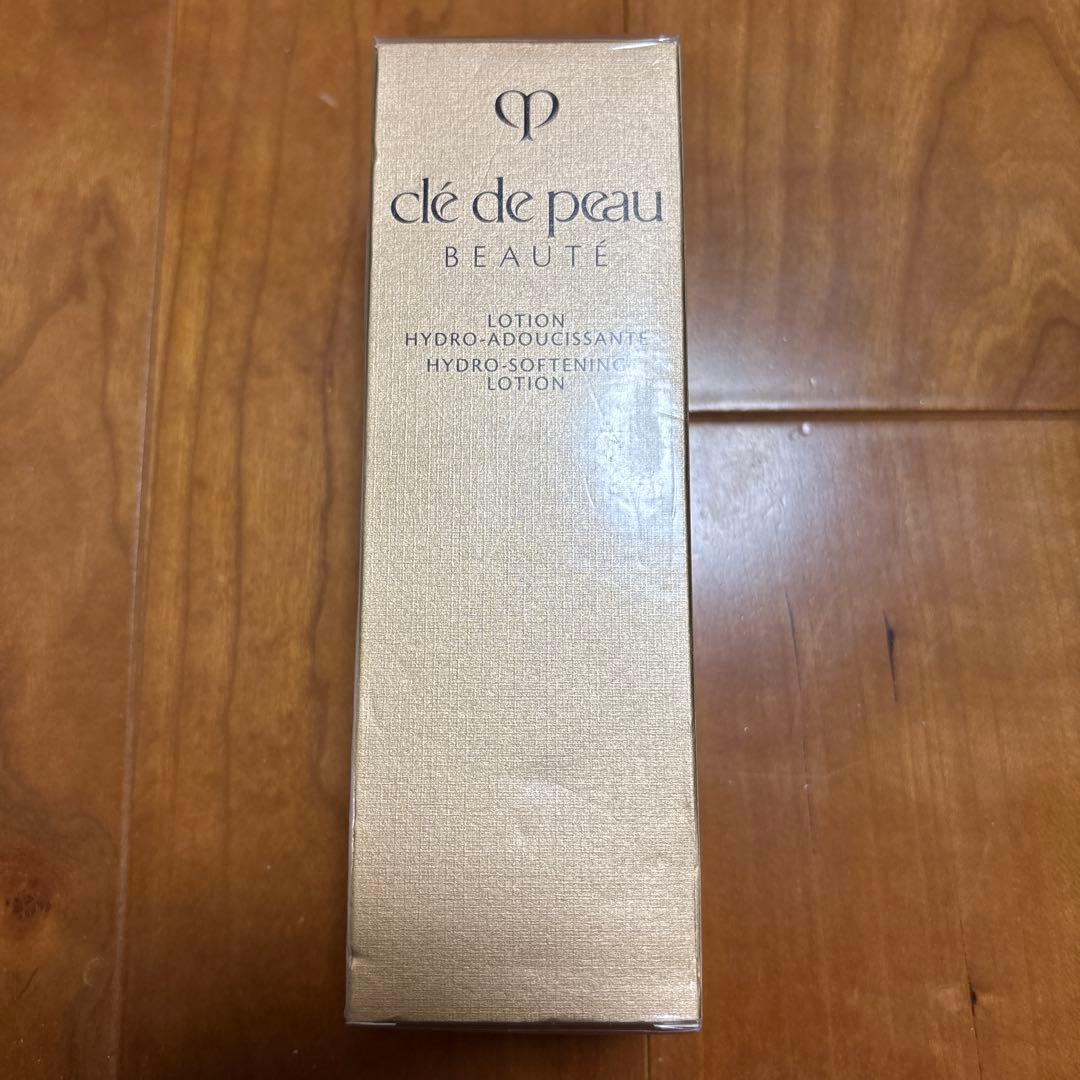 clé de peau
BEAUTÉ
LOTION
HYDRO-ADOUCISSANTE
HYDRO-SOFTENING
LOTION